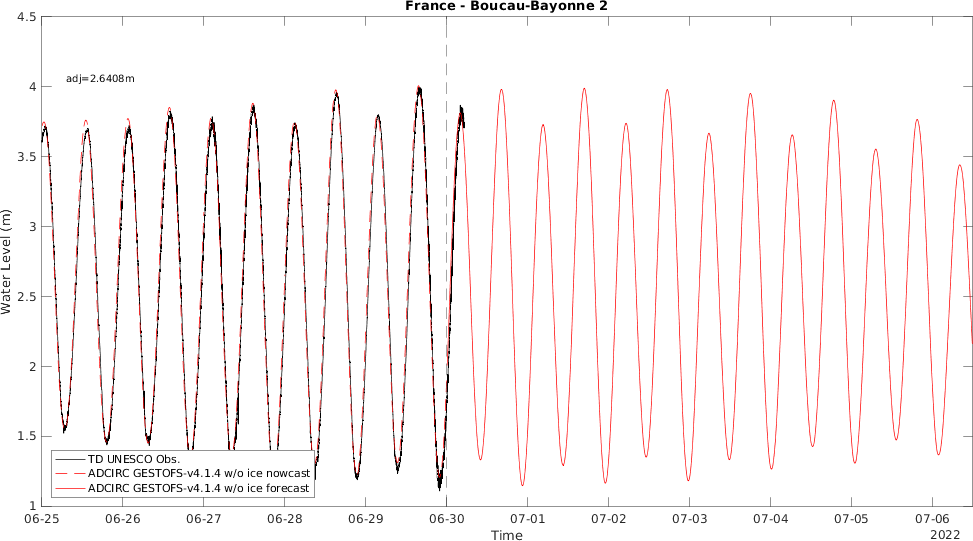 France - Boucau-Bayonne 2
4.5
4
3.5
3
2.5
2
1.5
1
Water Level (m)
adj=2.6408m
TD UNESCO Obs.
ADCIRC GESTOFS-v4.1.4 w/o ice nowcast
ADCIRC GESTOFS-v4.1.4 w/o ice forecast
06-25 06-26 06-27 06-28 06-29 06-30 07-01 07-02 07-03 07-04 07-05 07-06
Time
2022